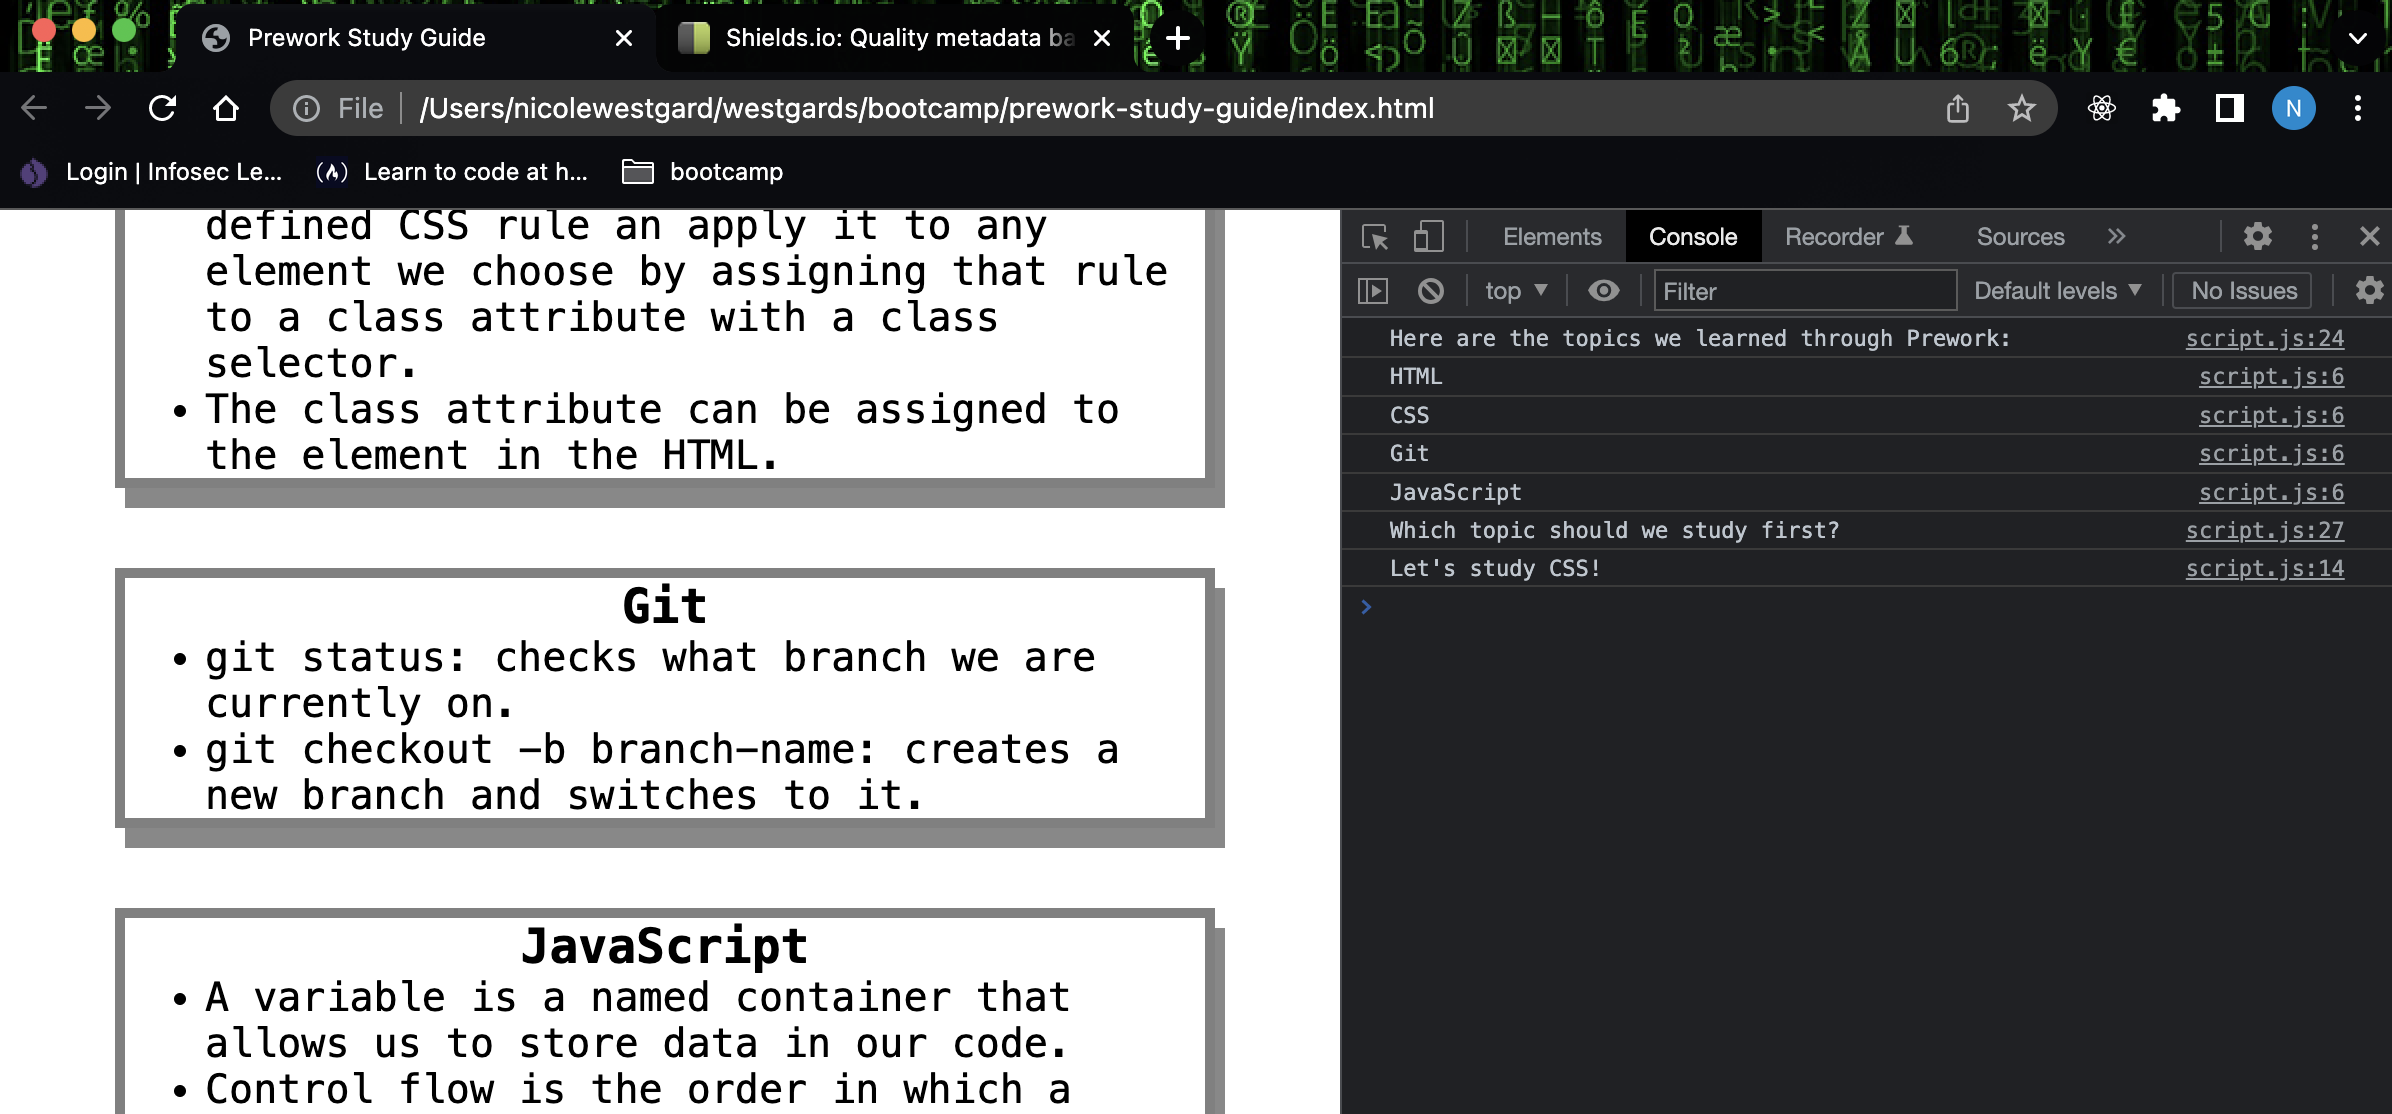 Prework Study Guide
Shields.io: Quality metadata ba
File
/Users/nicolewestgard/westgards/bootcamp/prework-study-guide/index.html
N
Login | Infosec Le...
Learn to code at h...
bootcamp
defined CSS rule an apply it to any
element we choose by assigning that rule
to a class attribute with a class
selector.
• The class attribute can be assigned to
the element in the HTML.
Git
• git status: checks what branch we are
currently on.
• git checkout -b branch-name: creates a
new branch and switches to it.
JavaScript
• A variable is a named container that
allows us to store data in our code.
• Control flow is the order in which a
Elements Console Recorder Sources
top Filter Default levels No Issues
Here are the topics we learned through Prework: script.js:24
HTML script.js:6
CSS script.js:6
Git script.js:6
JavaScript script.js:6
Which topic should we study first? script.js:27
Let's study CSS! script.js:14